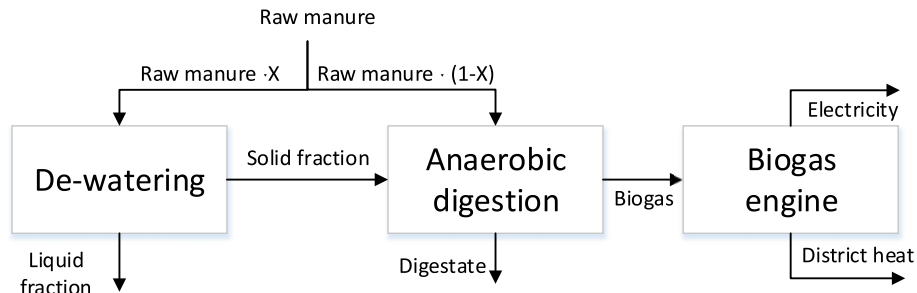 Raw manure
Raw manure ·X
Raw manure · (1-X)
Electricity
De-watering
Solid fraction
Anaerobic
digestion
Biogas
Biogas
engine
Liquid
fraction
Digestate
District heat